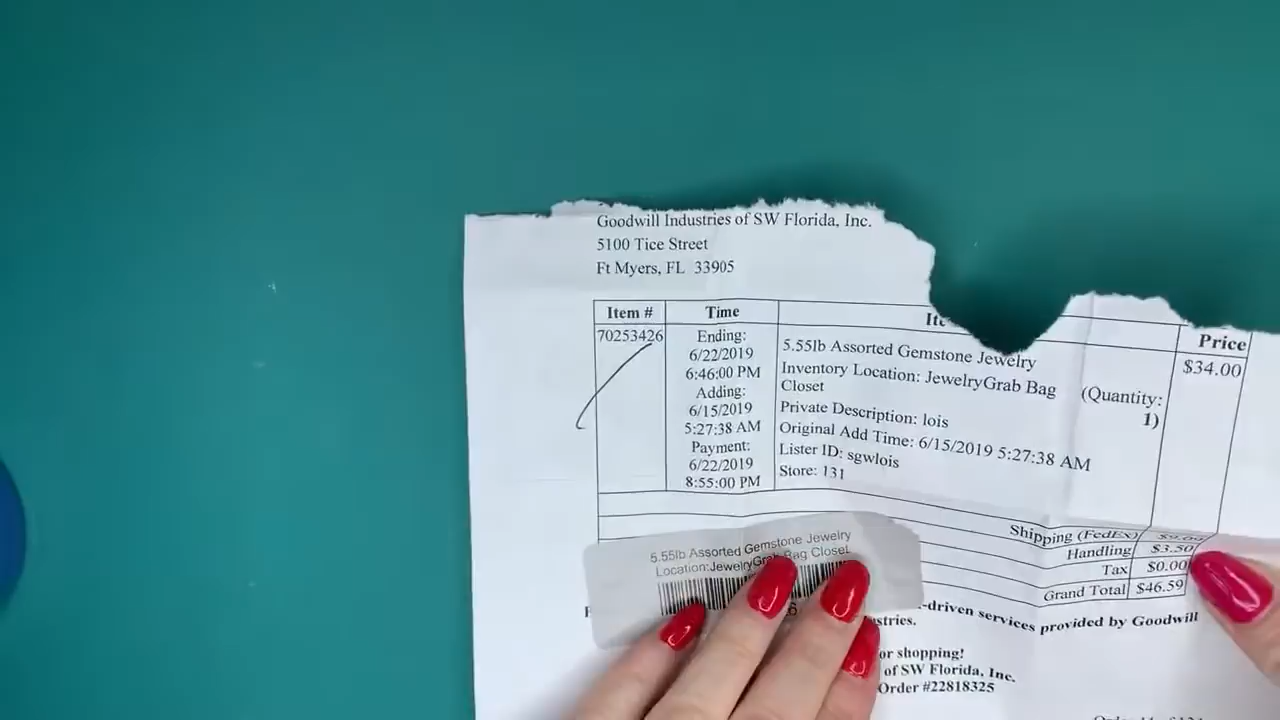 Goodwill Industries of SW Florida, Inc.
5100 Tice Street
Ft Myers, FL 33905
Item # Time Price
70253426
Ending:
6/22/2019
6:46:00 PM
Adding:
6/15/2019
5:27:38 AM
Payment:
6/22/2019
8:55:00 PM
5.55lb Assorted Gemstone Jewelry
Inventory Location: JewelryGrab Bag
Closet
Private Description: lois
Original Add Time: 6/15/2019 5:27:38 AM
Lister ID: sgwlois
Store: 131
(Quantity:
1)
$34.00
Shipping (FedEx)
Handling $3.50
Tax $0.00
Grand Total $46.59
5.55lb Assorted Gemstone Jewelry
Location:JewelryGrab Bag Closet
-driven services provided by Goodwill
for shopping!
of SW Florida, Inc.
Order #22818325